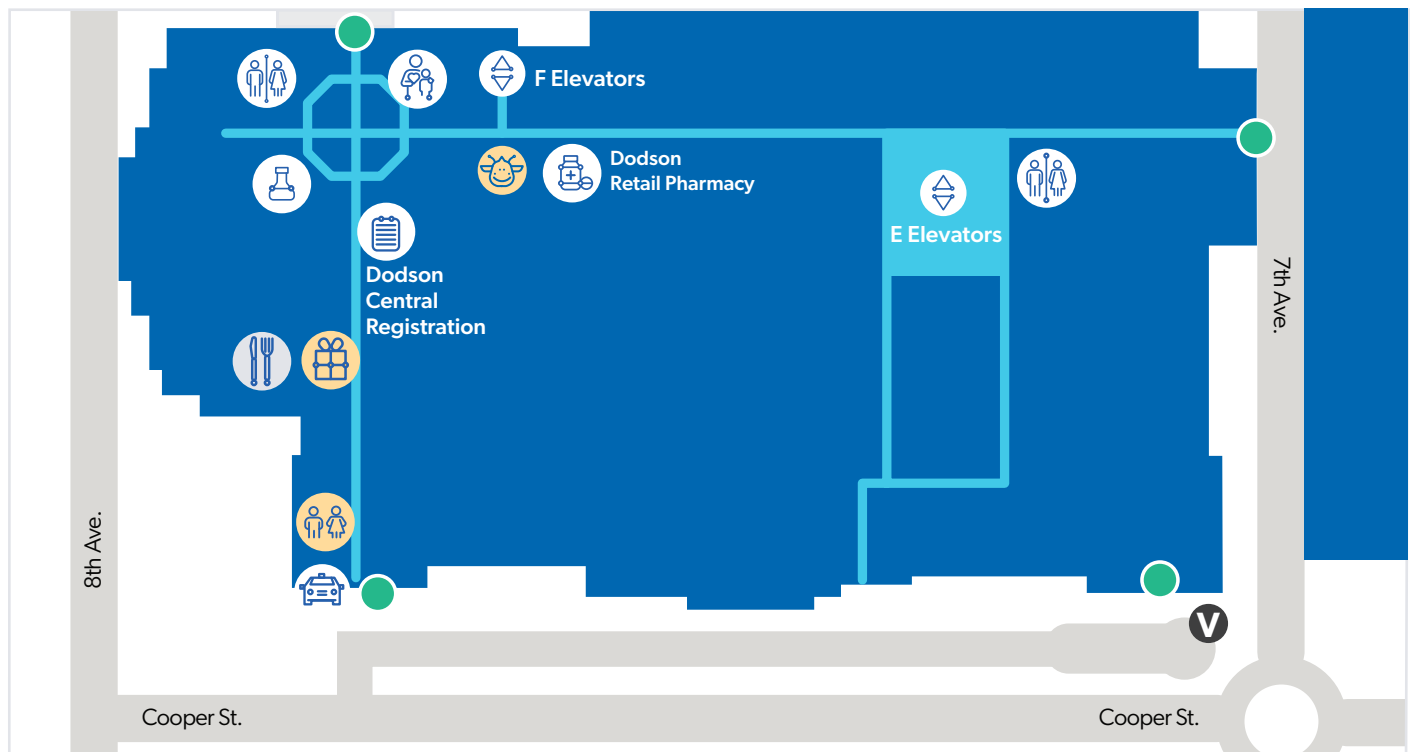 F Elevators
Dodson
Retail Pharmacy
E Elevators
Dodson
Central
Registration
7th Ave.
8th Ave.
V
Cooper St.
Cooper St.